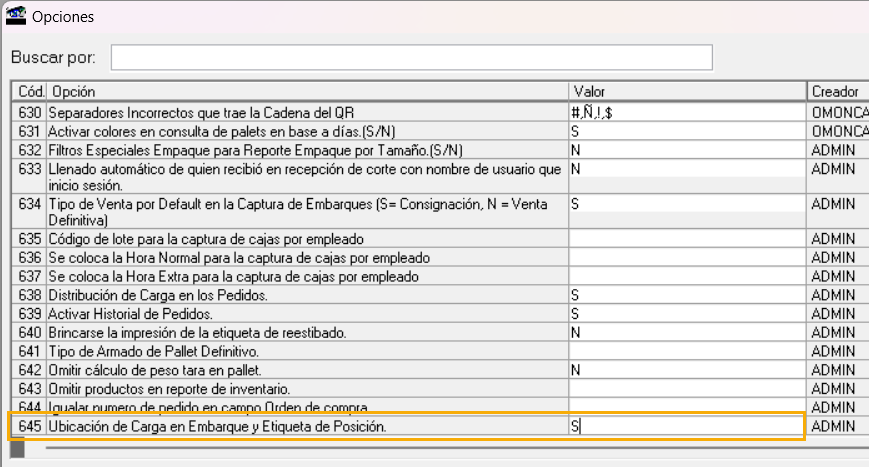 Opciones
Buscar por:
Cód. Opción Valor Creador
630 Separadores Incorrectos que trae la Cadena del QR #,Ñ,!,$ OMONCA
631 Activar colores en consulta de palets en base a días.(S/N) S OMONCA
632 Filtros Especiales Empaque para Reporte Empaque por Tamaño.(S/N) N ADMIN
633 Llenado automático de quien recibió en recepción de corte con nombre de usuario que N ADMIN
inicio sesión.
634 Tipo de Venta por Default en la Captura de Embarques (S= Consignación, N = Venta S ADMIN
Definitiva)
635 Código de lote para la captura de cajas por empleado ADMIN
636 Se coloca la Hora Normal para la captura de cajas por empleado ADMIN
637 Se coloca la Hora Extra para la captura de cajas por empleado ADMIN
638 Distribución de Carga en los Pedidos. S ADMIN
639 Activar Historial de Pedidos. S ADMIN
640 Brincarse la impresión de la etiqueta de reestibado. N ADMIN
641 Tipo de Armado de Pallet Definitivo. ADMIN
642 Omitir cálculo de peso tara en pallet. N ADMIN
643 Omitir productos en reporte de inventario. ADMIN
644 Igualar numero de pedido en campo Orden de compra ADMIN
645 Ubicación de Carga en Embarque y Etiqueta de Posición. S ADMIN